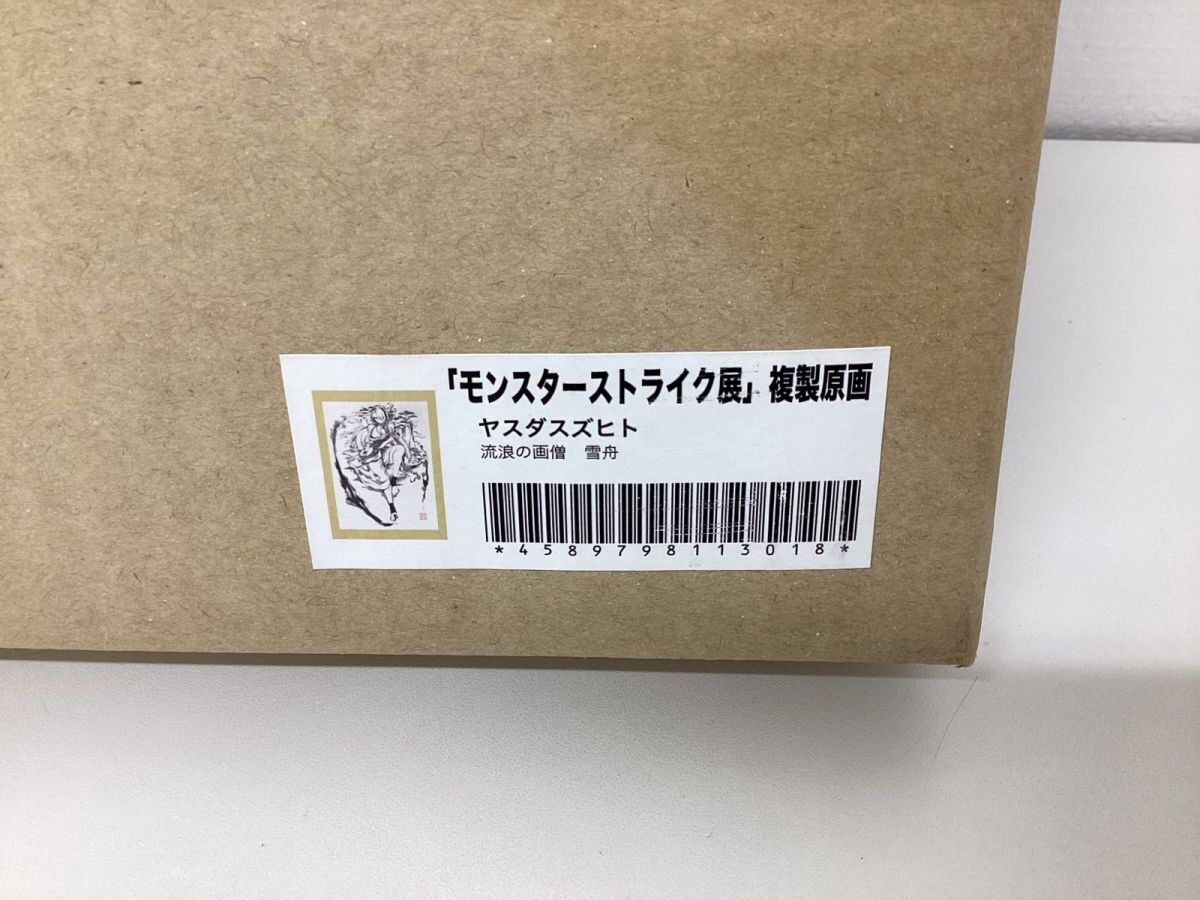 「モンスターストライク展」複製原画
ヤスダスズヒト
流浪の画僧　雪舟
*4589798113018*